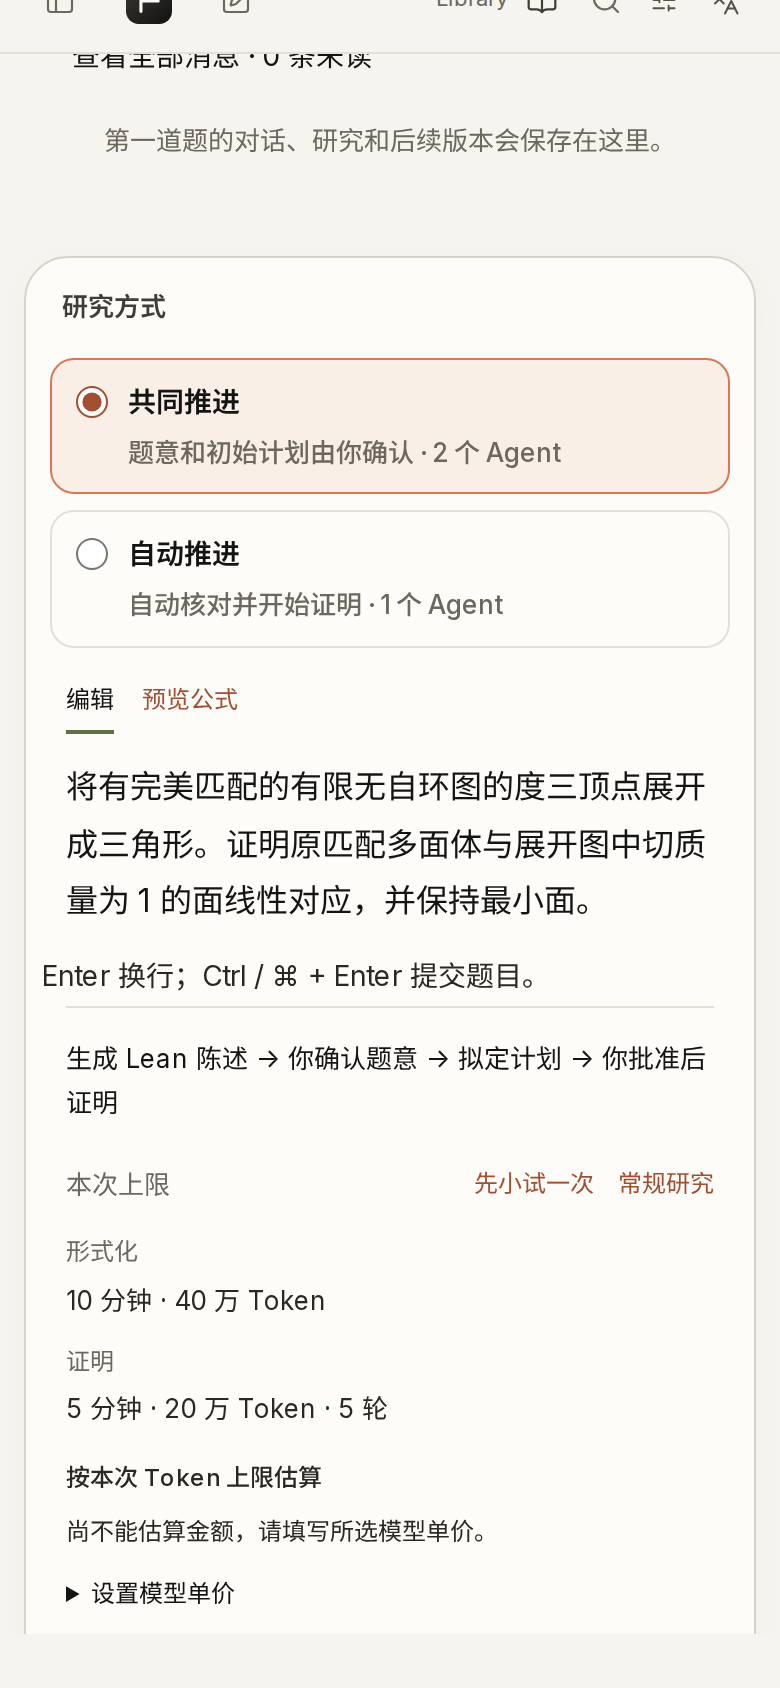 Library
查看全部消息 · 0 条未读
第一道题的对话、研究和后续版本会保存在这里。
研究方式
共同推进
题意和初始计划由你确认 · 2 个 Agent
自动推进
自动核对并开始证明 · 1 个 Agent
编辑 预览公式
将有完美匹配的有限无自环图的度三顶点展开
成三角形。证明原匹配多面体与展开图中切质
量为 1 的面线性对应，并保持最小面。
Enter 换行；Ctrl / ⌘ + Enter 提交题目。
生成 Lean 陈述 → 你确认题意 → 拟定计划 → 你批准后
证明
本次上限 先小试一次 常规研究
形式化
10 分钟 · 40 万 Token
证明
5 分钟 · 20 万 Token · 5 轮
按本次 Token 上限估算
尚不能估算金额，请填写所选模型单价。
▶ 设置模型单价